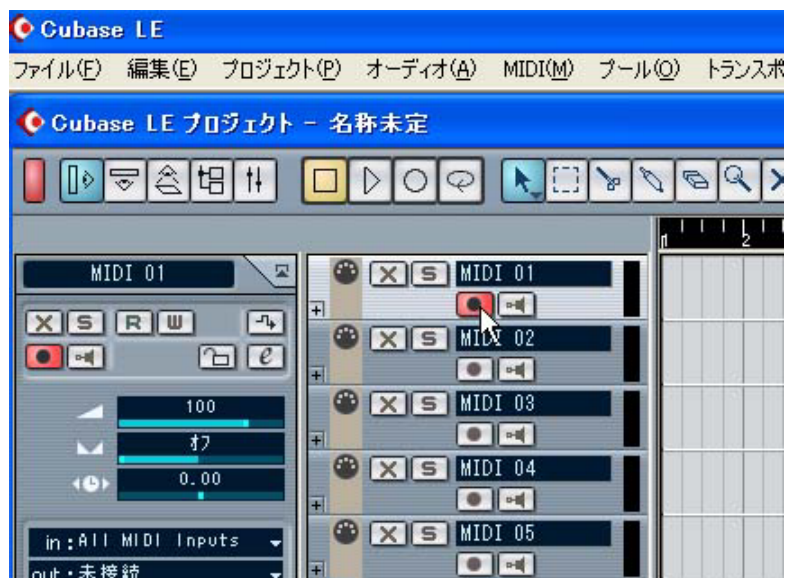 Cubase LE
ファイル(F) 編集(E) プロジェクト(P) オーディオ(A) MIDI(M) プール(O) トランスポ
Cubase LE プロジェクト - 名称未定
2
MIDI 01
X S R W
e
100
オフ
0.00
in:All MIDI Inputs
out:未接続
X S MIDI 01
X S MIDI 02
X S MIDI 03
X S MIDI 04
X S MIDI 05